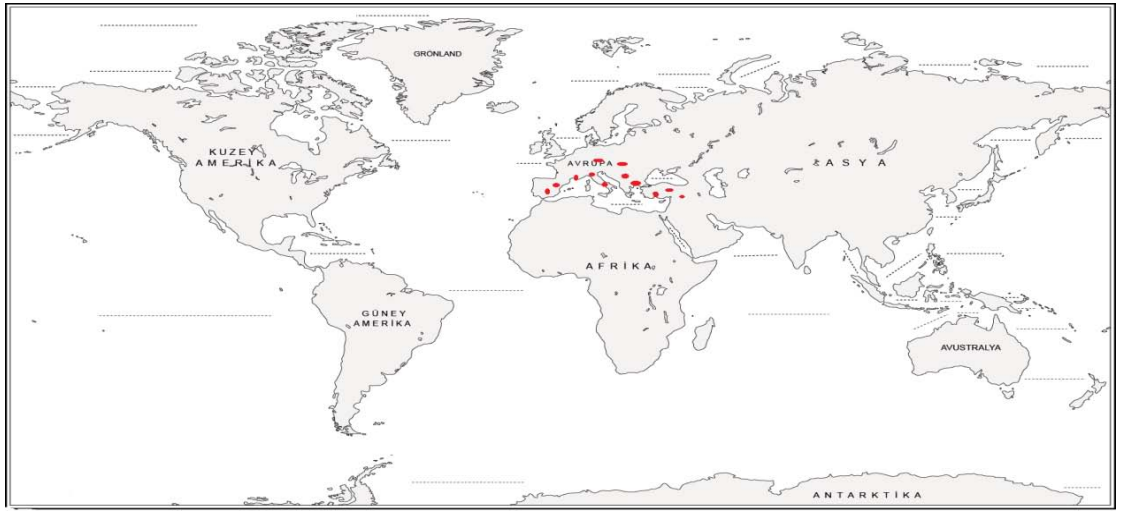 GRÖNLAND
KUZEY
AMERİKA
AVRUPA
ASYA
AFRİKA
GÜNEY
AMERİKA
AVUSTRALYA
ANTARKTİKA